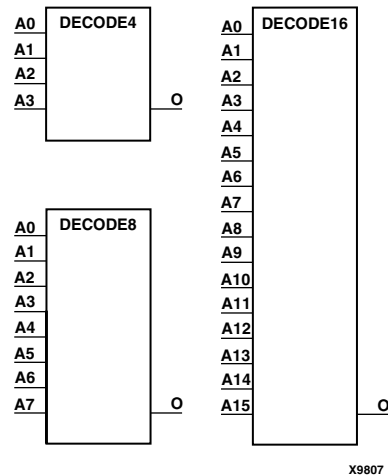 DECODE4
A0
A1
A2
A3
O
DECODE8
A0
A1
A2
A3
A4
A5
A6
A7
O
DECODE16
A0
A1
A2
A3
A4
A5
A6
A7
A8
A9
A10
A11
A12
A13
A14
A15
O
X9807